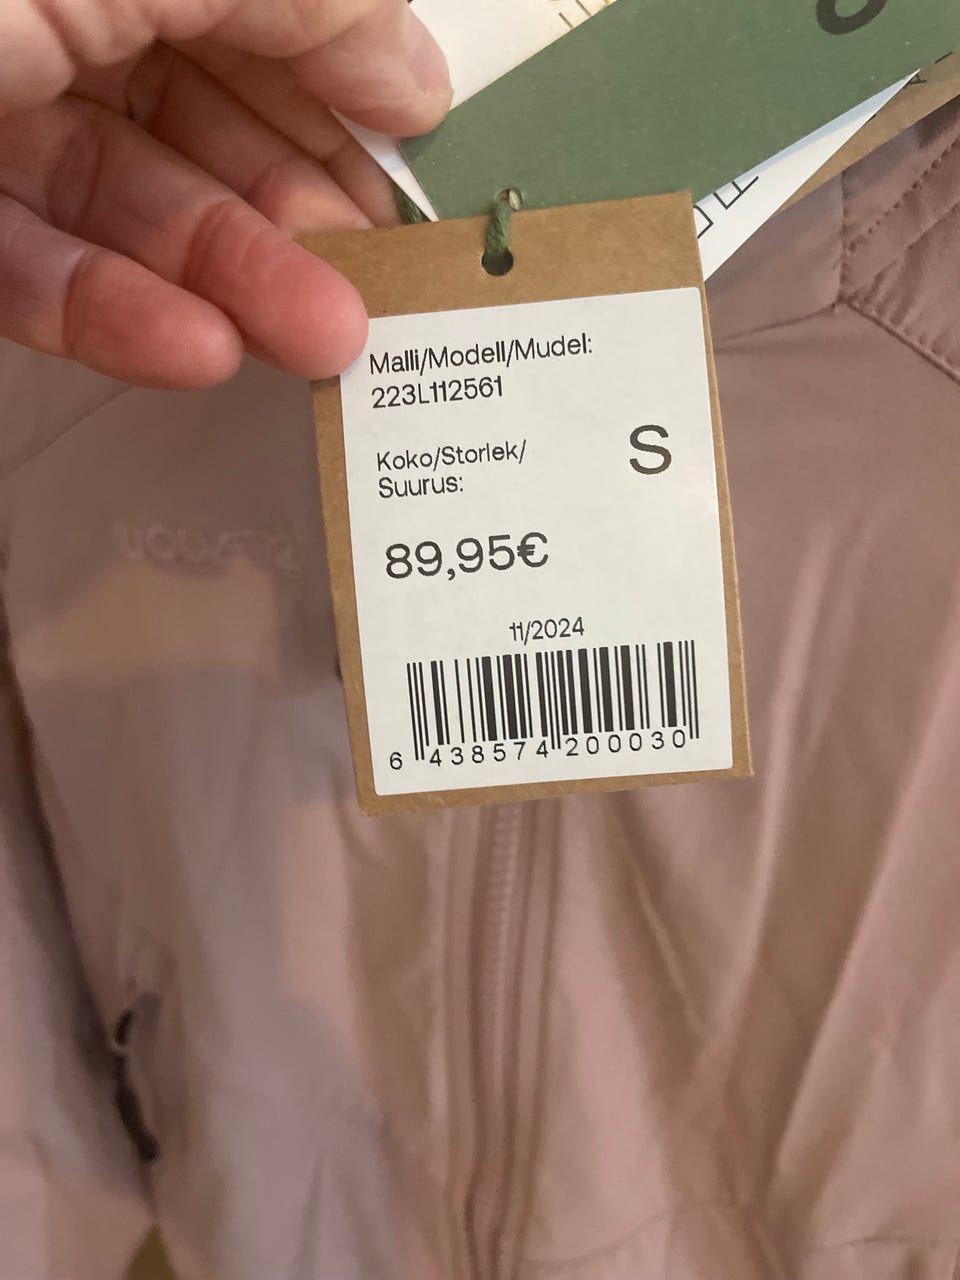 Malli/Modell/Mudel:
223L112561
Koko/Storlek/
Suurus:
S
89,95€
11/2024
6 438574 200030